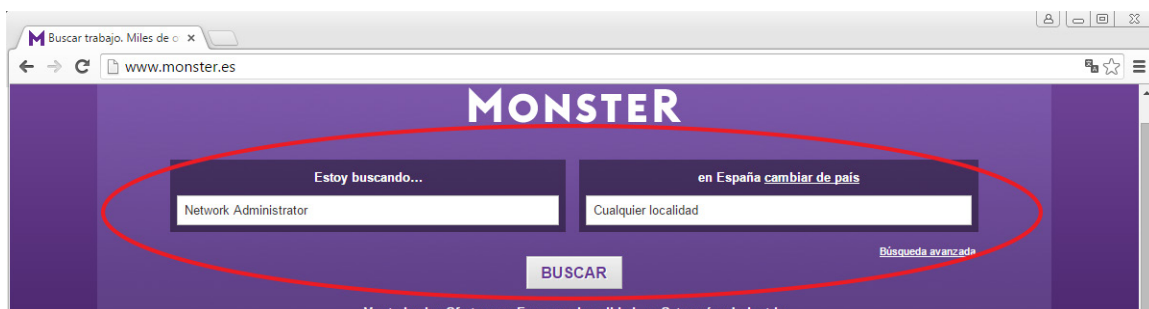 Buscar trabajo. Miles de o
www.monster.es
MONSTER
Estoy buscando...
en España cambiar de país
Network Administrator
Cualquier localidad
Búsqueda avanzada
BUSCAR